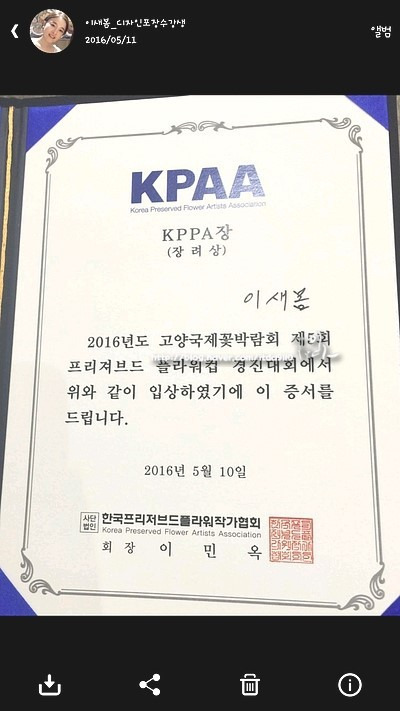 이새봄_디자인포장수강생
앨범
2016/05/11
KPAA
Korea Preserved Flower Artists Association
KPPA장
(장 려 상)
이새봄
2016년도 고양국제꽃박람회 제5회
프리져브드 플라워컵 경진대회에서
위와 같이 입상하였기에 이 증서를
드립니다.
2016년 5월 10일
사단
법인
한국프리저브드플라워작가협회
Korea Preserved Flower Artists Association
회 장 이 민 옥